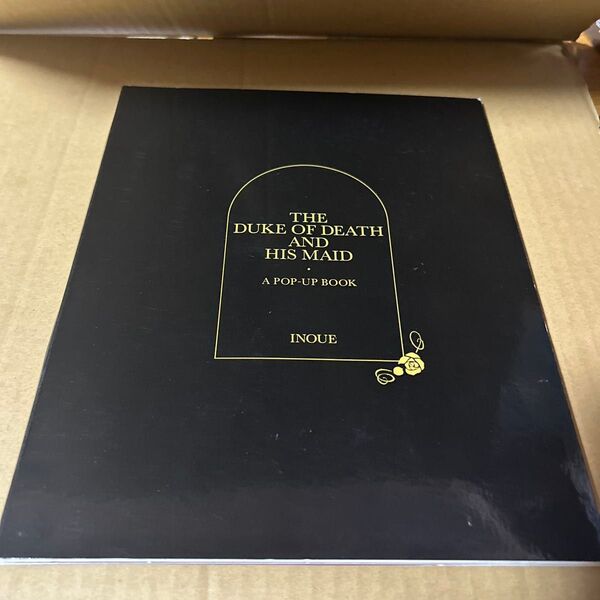 THE
DUKE OF DEATH
AND
HIS MAID
A POP-UP BOOK
INOUE